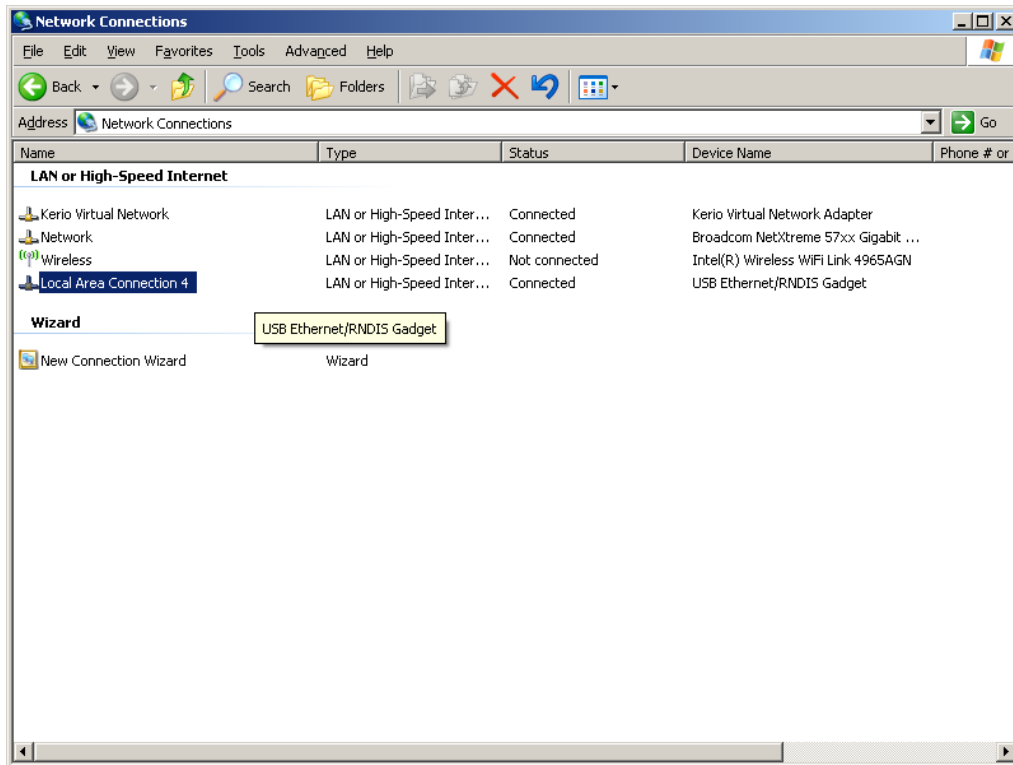 Network Connections
File Edit View Favorites Tools Advanced Help
Back Search Folders
Address Network Connections Go
Name Type Status Device Name Phone # or
LAN or High-Speed Internet
Kerio Virtual Network LAN or High-Speed Inter... Connected Kerio Virtual Network Adapter
Network LAN or High-Speed Inter... Connected Broadcom NetXtreme 57xx Gigabit ...
Wireless LAN or High-Speed Inter... Not connected Intel(R) Wireless WiFi Link 4965AGN
Local Area Connection 4 LAN or High-Speed Inter... Connected USB Ethernet/RNDIS Gadget
Wizard
USB Ethernet/RNDIS Gadget
New Connection Wizard Wizard